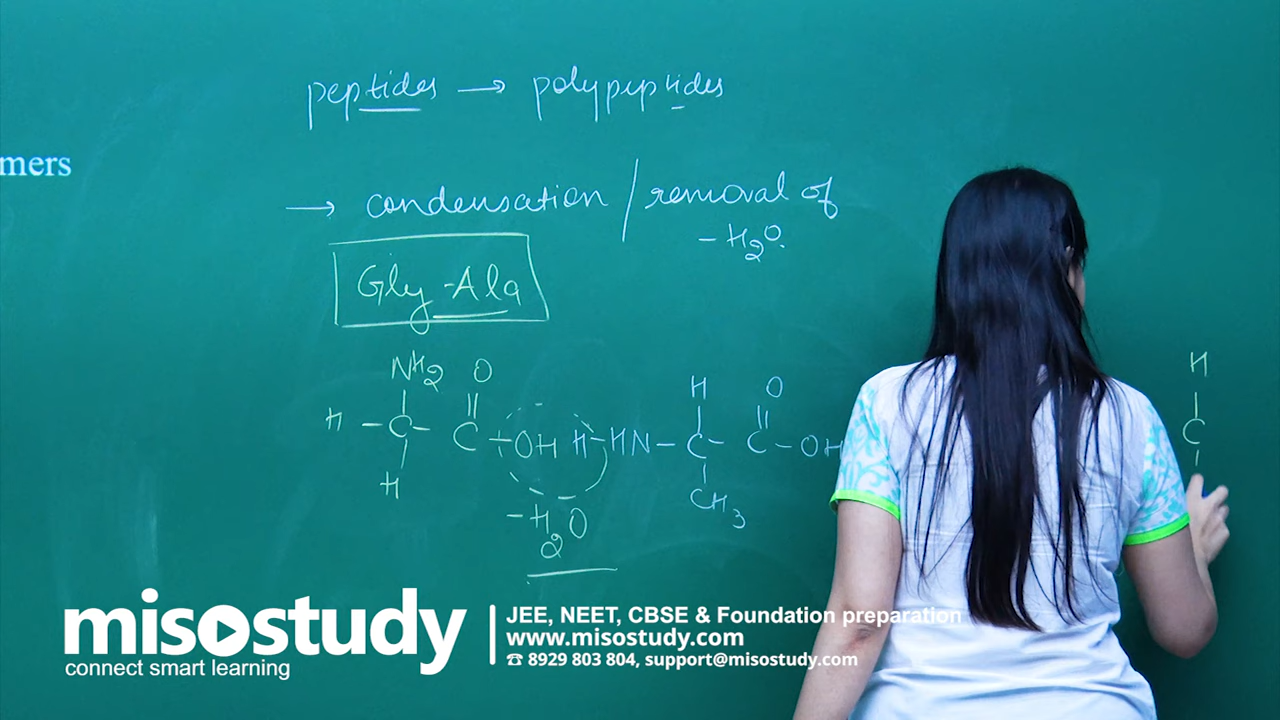 peptides → polypeptides
mers
→ condensation / removal of
- H2O.
Gly-Ala
NH2 O H O H
H - C - C - OH H - HN - C - C - OH C
H CH3
- H2O
misostudy
connect smart learning
JEE, NEET, CBSE & Foundation preparation
www.misostudy.com
☎ 8929 803 804, support@misostudy.com